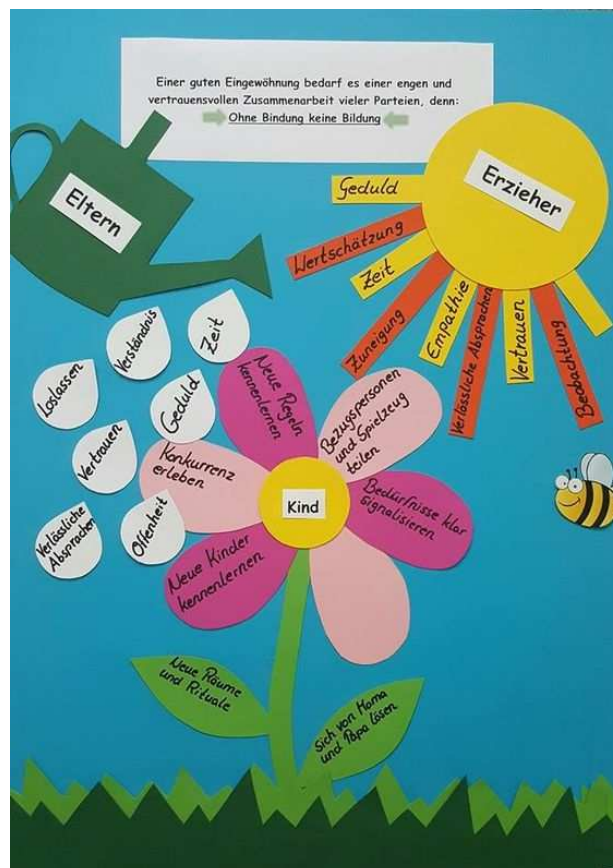 Einer guten Eingewöhnung bedarf es einer engen und
vertrauensvollen Zusammenarbeit vieler Parteien, denn:
Ohne Bindung keine Bildung
Eltern
Erzieher
Geduld
Wertschätzung
Zeit
Zuneigung
Empathie
Verlässliche Absprachen
Vertrauen
Beobachtung
Zeit
Verständnis
Loslassen
Geduld
Vertrauen
Offenheit
Verlässliche
Absprachen
Neue Regeln
kennenlernen
Bezugspersonen
und Spielzeug
teilen
Konkurrenz
erleben
Kind
Bedürfnisse klar
signalisieren
Neue Kinder
kennenlernen
Neue Räume
und Rituale
sich von Mama
und Papa lösen